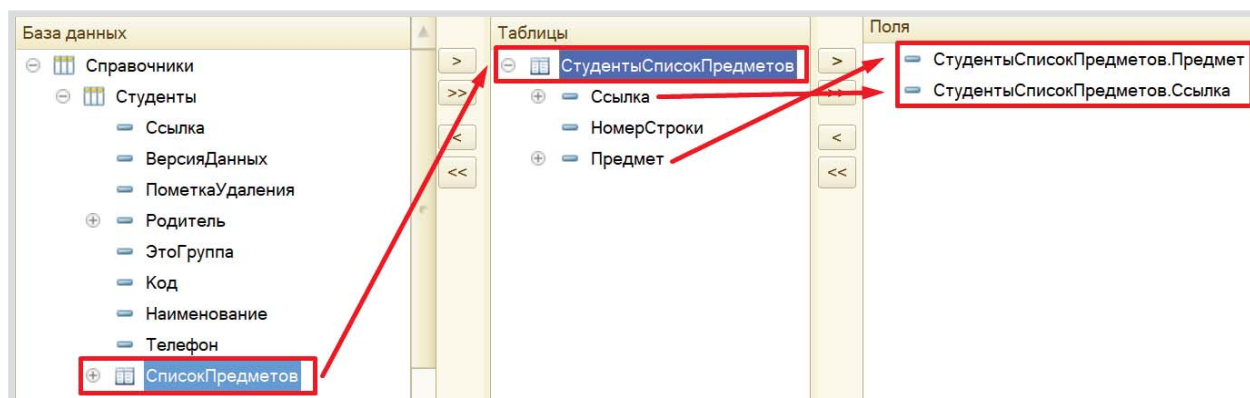 База данных
Справочники
Студенты
Ссылка
ВерсияДанных
ПометкаУдаления
Родитель
ЭтоГруппа
Код
Наименование
Телефон
СписокПредметов
>
>>
<
<<
Таблицы
СтудентыСписокПредметов
Ссылка
НомерСтроки
Предмет
>
>>
<
<<
Поля
СтудентыСписокПредметов.Предмет
СтудентыСписокПредметов.Ссылка